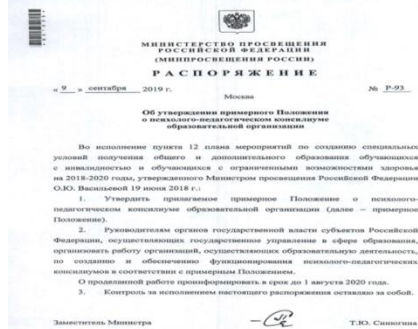 МИНИСТЕРСТВО ПРОСВЕЩЕНИЯ
РОССИЙСКОЙ ФЕДЕРАЦИИ
(МИНПРОСВЕЩЕНИЯ РОССИИ)
РАСПОРЯЖЕНИЕ
« 9 » сентября 2019 г.
№ Р-93
Москва
Об утверждении примерного Положения
о психолого-педагогическом консилиуме
образовательной организации
Во исполнение пункта 12 плана мероприятий по созданию специальных
условий получения общего и дополнительного образования обучающихся
с инвалидностью и обучающихся с ограниченными возможностями здоровья
на 2018-2020 годы, утвержденного Министром просвещения Российской Федерации
О.Ю. Васильевой 19 июня 2018 г.:
1. Утвердить прилагаемое примерное Положение о психолого-
педагогическом консилиуме образовательной организации (далее – примерное
Положение).
2. Руководителям органов государственной власти субъектов Российской
Федерации, осуществляющих государственное управление в сфере образования,
организовать работу организаций, осуществляющих образовательную деятельность,
по созданию и обеспечению функционирования психолого-педагогических
консилиумов в соответствии с примерным Положением.
О проделанной работе проинформировать в срок до 1 августа 2020 года.
3. Контроль за исполнением настоящего распоряжения оставляю за собой.
Заместитель Министра
Т.Ю. Синюгина